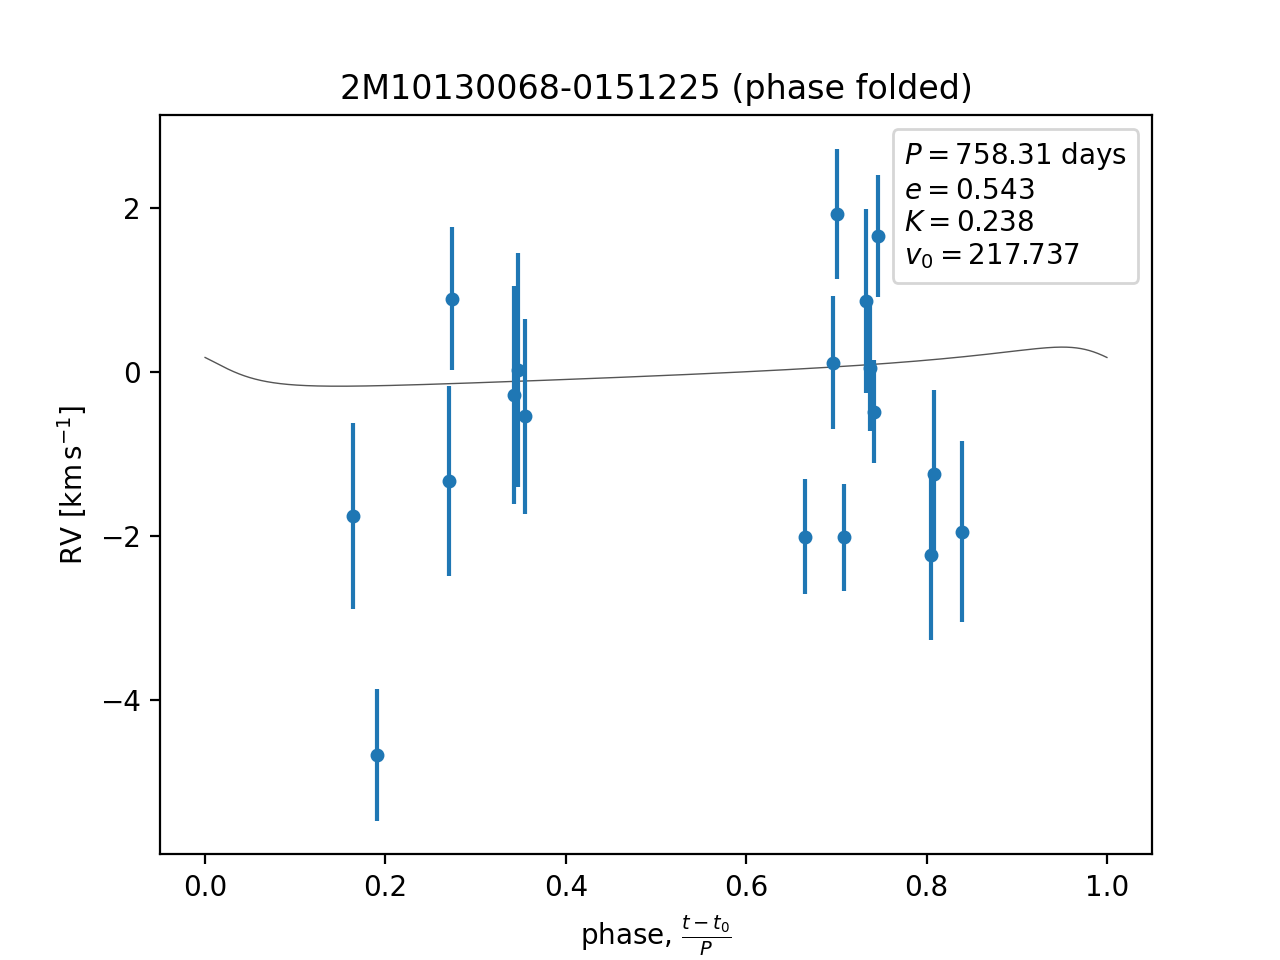 2M10130068-0151225 (phase folded)
P = 758.31 days
e = 0.543
K = 0.238
v₀ = 217.737
RV [km s⁻¹]
2
0
−2
−4
0.0 0.2 0.4 0.6 0.8 1.0
phase, (t − t₀)/P